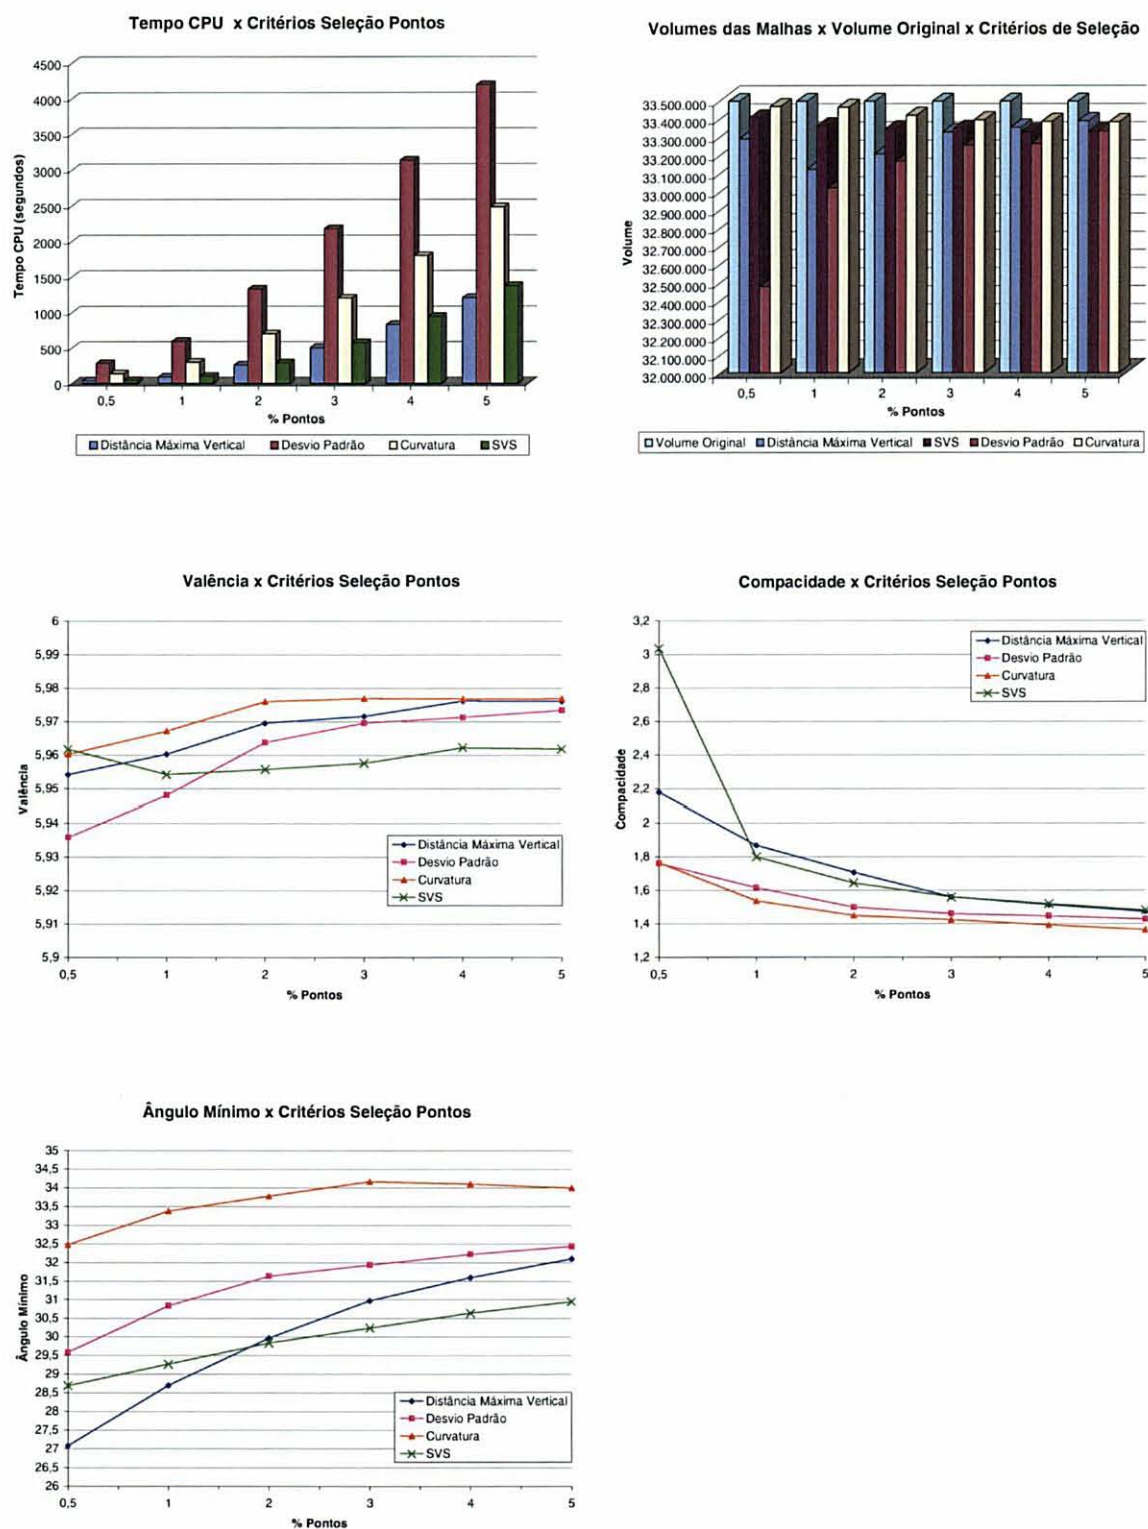 Tempo CPU x Critérios Seleção Pontos
Tempo CPU (segundos)
4500
4000
3500
3000
2500
2000
1500
1000
500
0
0,5 1 2 3 4 5
% Pontos
Distância Máxima Vertical Desvio Padrão Curvatura SVS
Volumes das Malhas x Volume Original x Critérios de Seleção
Volume
33.500.000
33.400.000
33.300.000
33.200.000
33.100.000
33.000.000
32.900.000
32.800.000
32.700.000
32.600.000
32.500.000
32.400.000
32.300.000
32.200.000
32.100.000
32.000.000
0,5 1 2 3 4 5
% Pontos
Volume Original Distância Máxima Vertical SVS Desvio Padrão Curvatura
Valência x Critérios Seleção Pontos
Valência
6
5,99
5,98
5,97
5,96
5,95
5,94
5,93
5,92
5,91
5,9
Distância Máxima Vertical
Desvio Padrão
Curvatura
SVS
0,5 1 2 3 4 5
% Pontos
Compacidade x Critérios Seleção Pontos
Compacidade
3,2
3
2,8
2,6
2,4
2,2
2
1,8
1,6
1,4
1,2
Distância Máxima Vertical
Desvio Padrão
Curvatura
SVS
0,5 1 2 3 4 5
% Pontos
Ângulo Mínimo x Critérios Seleção Pontos
Ângulo Mínimo
35
34,5
34
33,5
33
32,5
32
31,5
31
30,5
30
29,5
29
28,5
28
27,5
27
26,5
26
Distância Máxima Vertical
Desvio Padrão
Curvatura
SVS
0,5 1 2 3 4 5
% Pontos